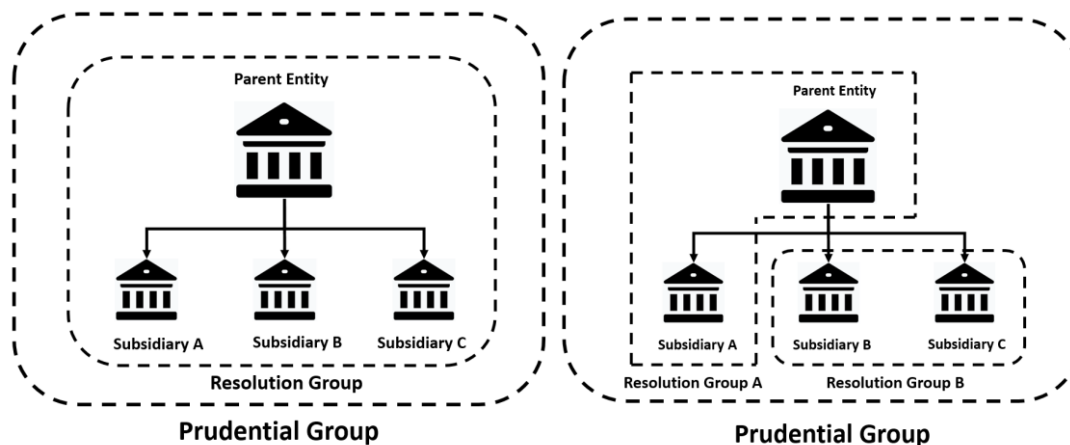 Parent Entity
Subsidiary A
Subsidiary B
Subsidiary C
Resolution Group
Prudential Group
Parent Entity
Subsidiary A
Subsidiary B
Subsidiary C
Resolution Group A
Resolution Group B
Prudential Group